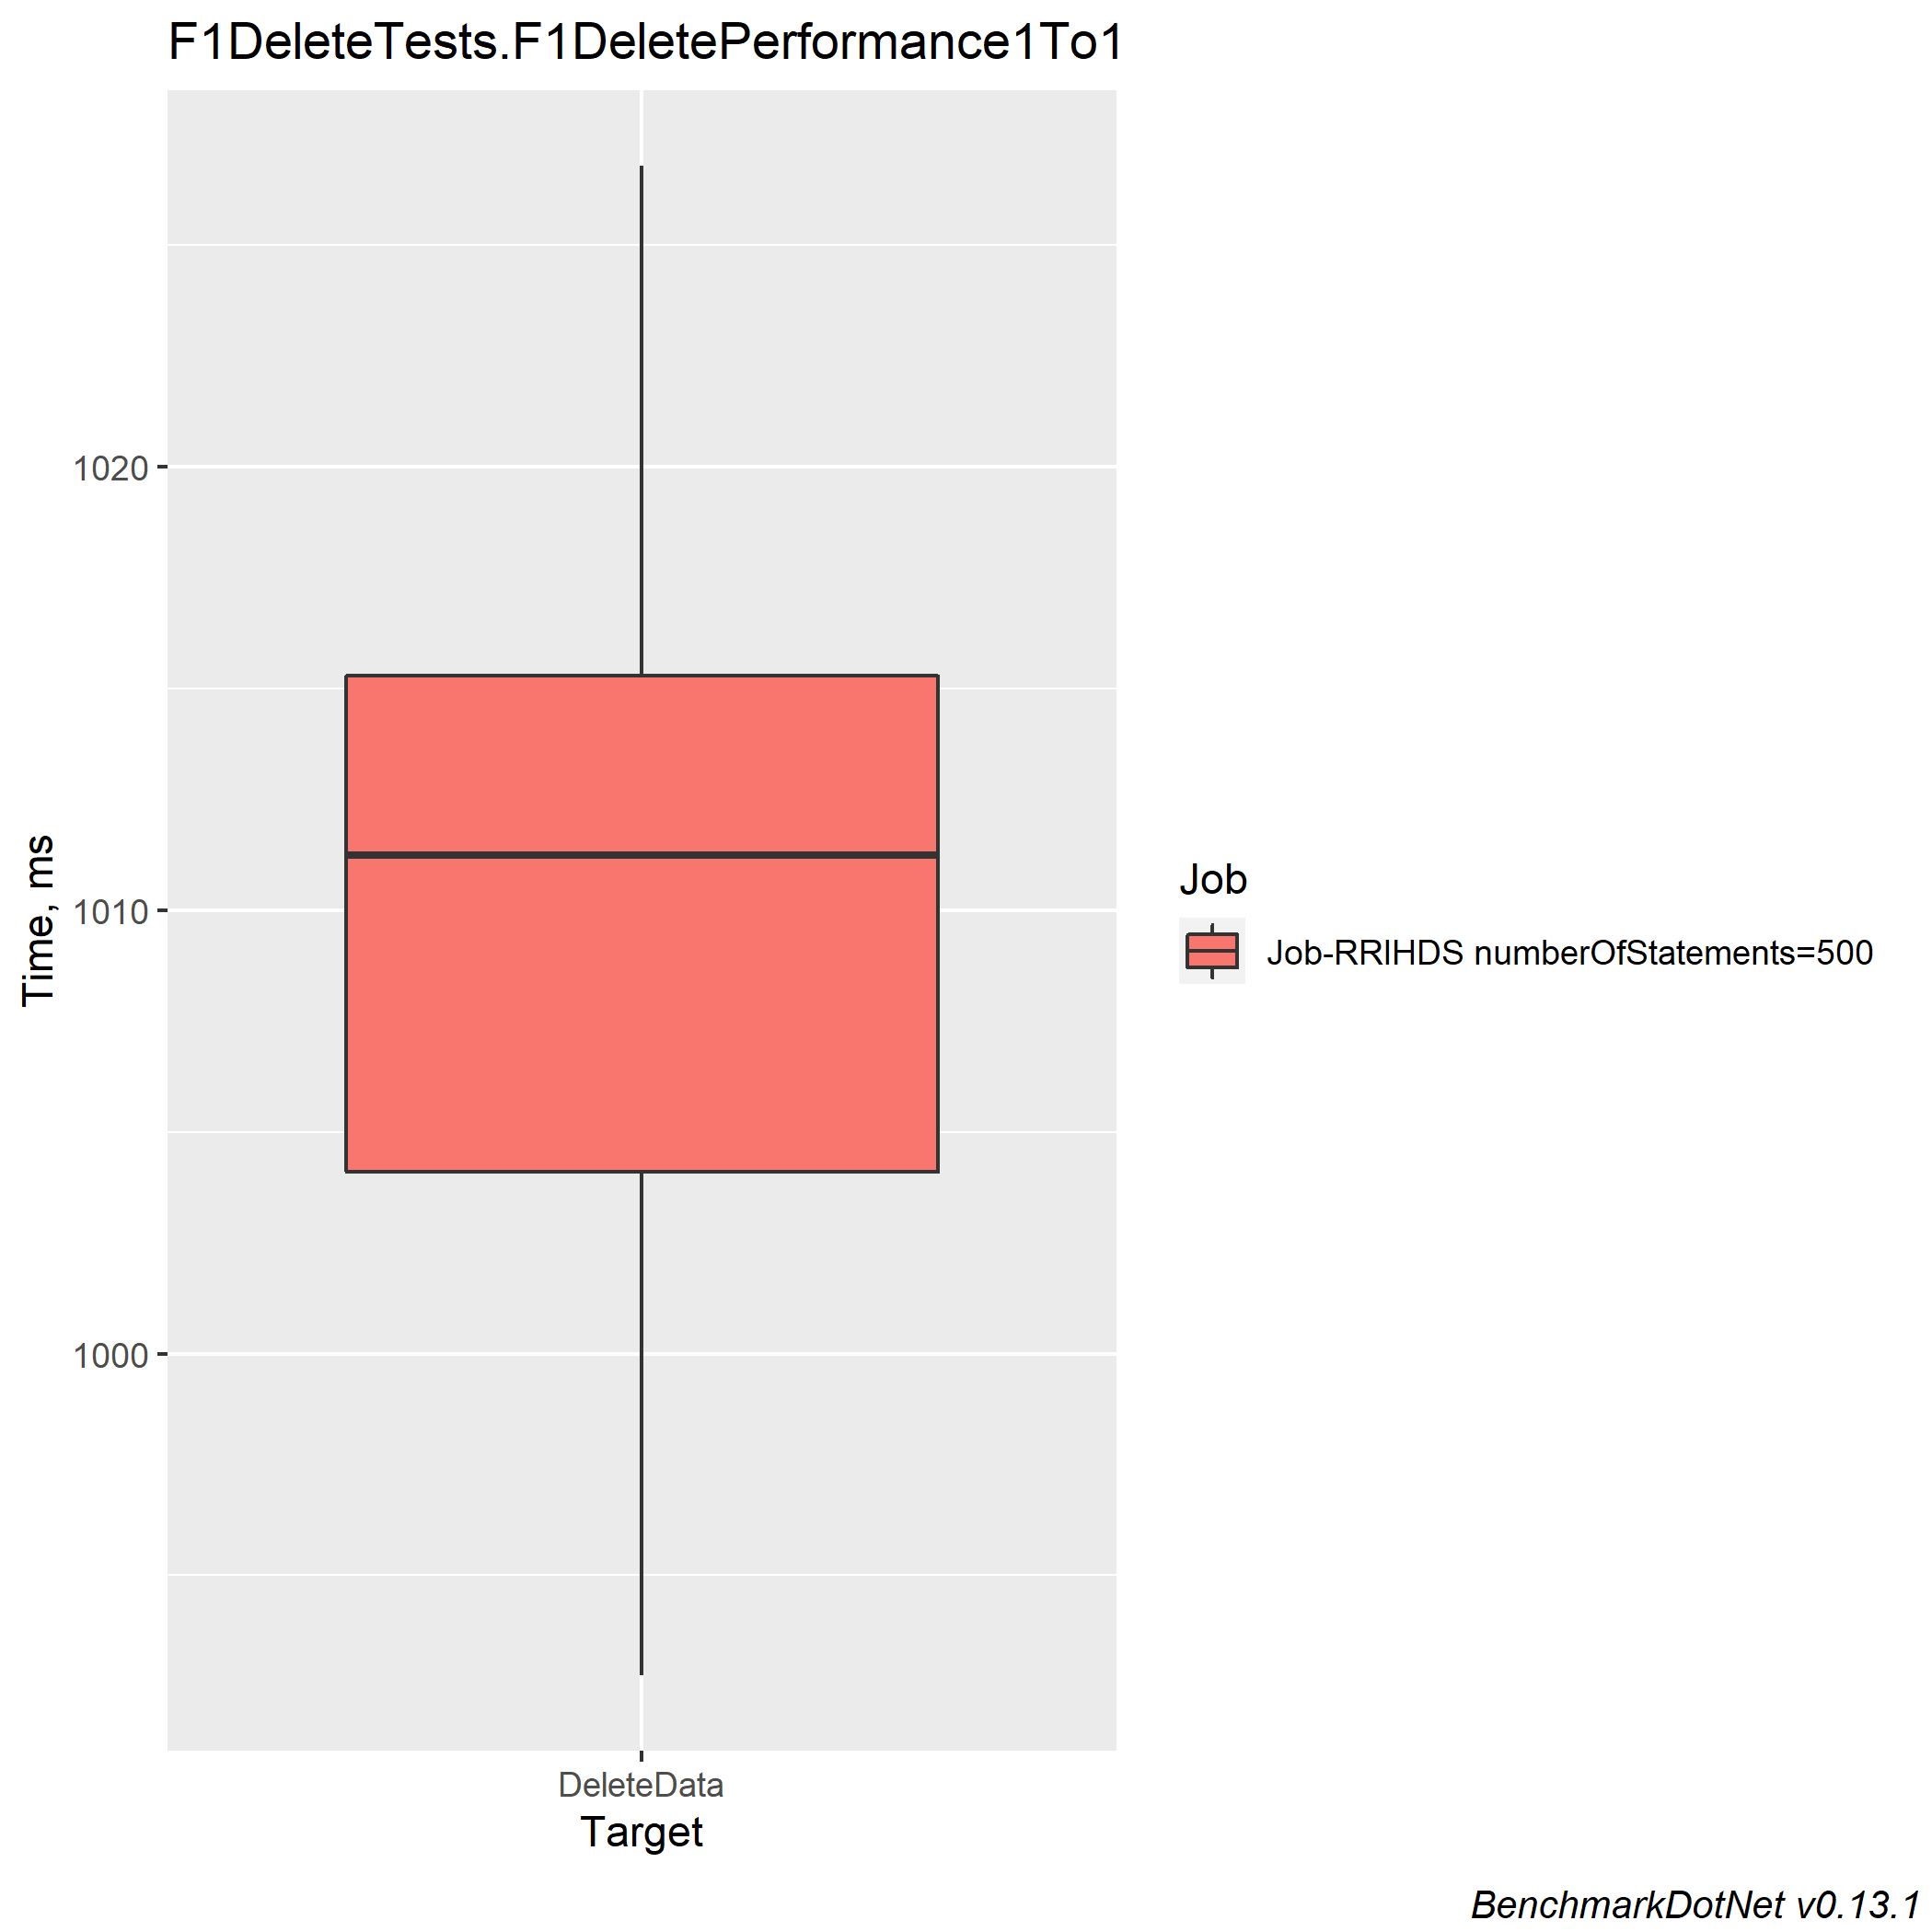 F1DeleteTests.F1DeletePerformance1To1
Time, ms
1020
1010
1000
DeleteData
Target
Job
Job-RRIHDS numberOfStatements=500
BenchmarkDotNet v0.13.1